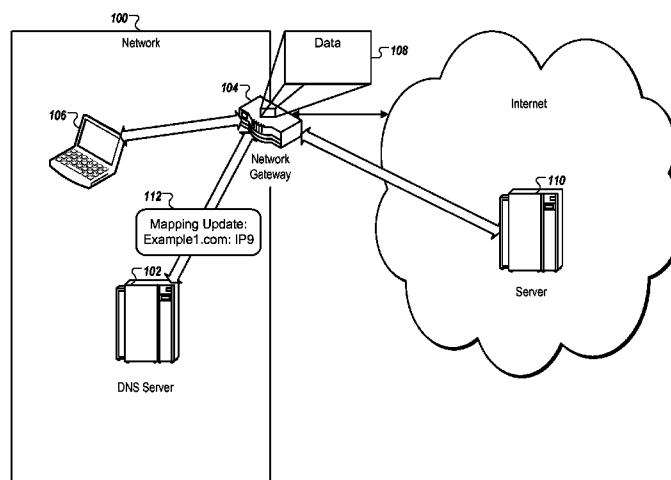 100
Network
Data
108
104
106
Internet
Network
Gateway
110
112
Mapping Update:
Example1.com: IP9
102
Server
DNS Server